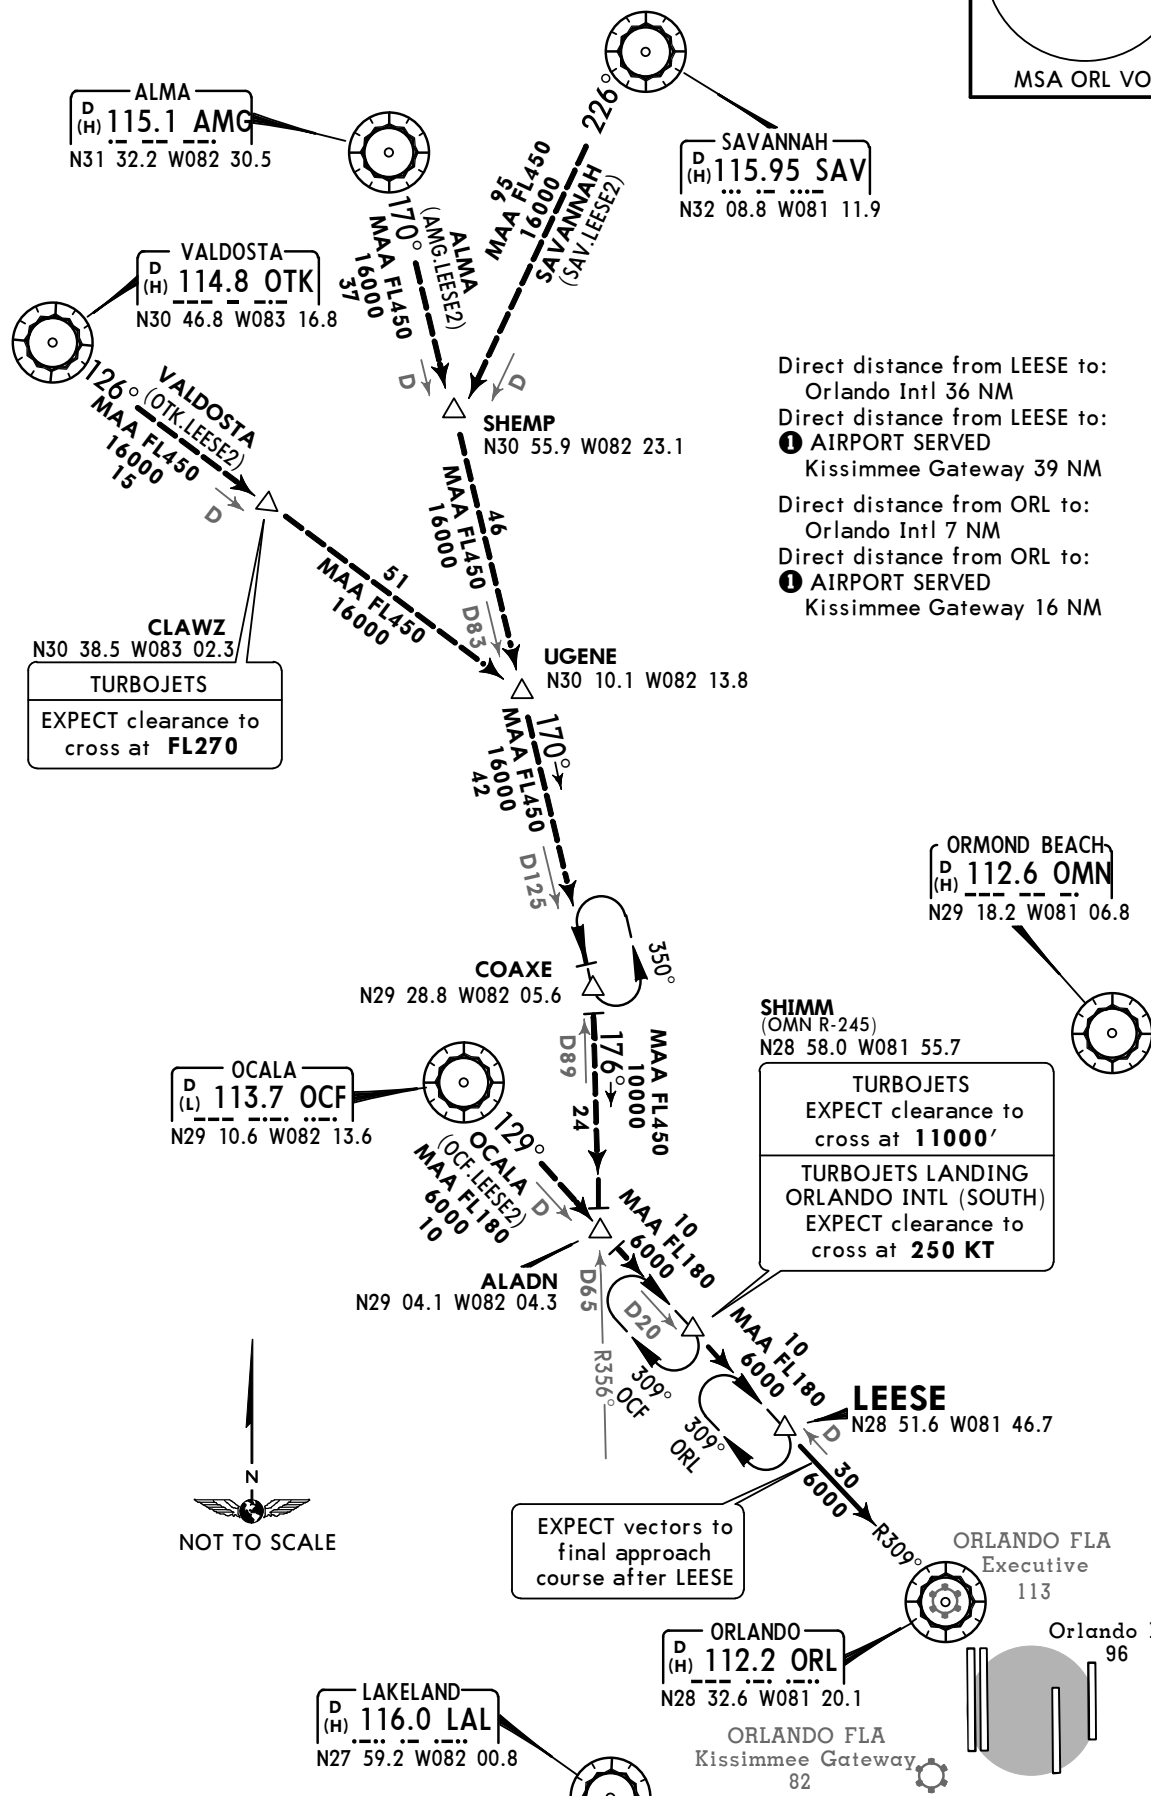 MSA ORL VO
ALMA
D
(H) 115.1 AMG
N31 32.2 W082 30.5
SAVANNAH
D
(H) 115.95 SAV
N32 08.8 W081 11.9
226°
95
MAA FL450
16000
SAVANNAH
(SAV.LEESE2)
D
170°
ALMA
(AMG.LEESE2)
MAA FL450
16000
37
D
VALDOSTA
D
(H) 114.8 OTK
N30 46.8 W083 16.8
126°
VALDOSTA
(OTK.LEESE2)
MAA FL450
16000
15
D
SHEMP
N30 55.9 W082 23.1
Direct distance from LEESE to:
Orlando Intl 36 NM
Direct distance from LEESE to:
1 AIRPORT SERVED
Kissimmee Gateway 39 NM
Direct distance from ORL to:
Orlando Intl 7 NM
Direct distance from ORL to:
1 AIRPORT SERVED
Kissimmee Gateway 16 NM
46
MAA FL450
16000
D83
51
MAA FL450
16000
CLAWZ
N30 38.5 W083 02.3
TURBOJETS
EXPECT clearance to
cross at FL270
UGENE
N30 10.1 W082 13.8
170°
MAA FL450
16000
42
D125
350°
COAXE
N29 28.8 W082 05.6
ORMOND BEACH
D
(H) 112.6 OMN
N29 18.2 W081 06.8
D89
176°
24
MAA FL450
10000
SHIMM
(OMN R-245)
N28 58.0 W081 55.7
TURBOJETS
EXPECT clearance to
cross at 11000'
TURBOJETS LANDING
ORLANDO INTL (SOUTH)
EXPECT clearance to
cross at 250 KT
OCALA
D
(L) 113.7 OCF
N29 10.6 W082 13.6
129°
OCALA
(OCF.LEESE2)
MAA FL180
6000
10
D
ALADN
N29 04.1 W082 04.3
10
MAA FL180
6000
D65
R356°
D20
309°
OCF
10
MAA FL180
6000
309°
ORL
LEESE
N28 51.6 W081 46.7
D
30
6000
R309°
EXPECT vectors to
final approach
course after LEESE
N
NOT TO SCALE
ORLANDO FLA
Executive
113
ORLANDO
D
(H) 112.2 ORL
N28 32.6 W081 20.1
Orlando
96
LAKELAND
D
(H) 116.0 LAL
N27 59.2 W082 00.8
ORLANDO FLA
Kissimmee Gateway
82